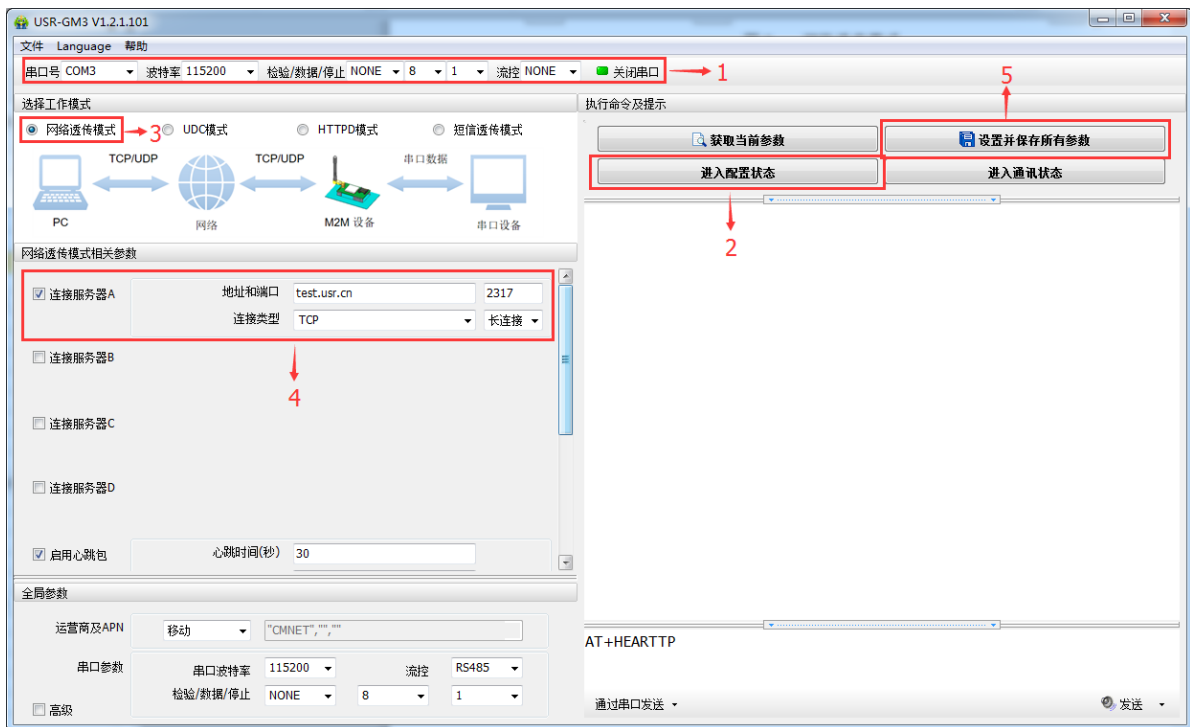 USR-GM3 V1.2.1.101
文件 Language 帮助
串口号 COM3 波特率 115200 检验/数据/停止 NONE 8 1 流控 NONE 关闭串口 1
5
选择工作模式
执行命令及提示
网络透传模式 3 UDC模式 HTTPD模式 短信透传模式
获取当前参数 设置并保存所有参数
TCP/UDP TCP/UDP 串口数据
进入配置状态 进入通讯状态
PC 网络 M2M 设备 串口设备
2
网络透传模式相关参数
连接服务器A 地址和端口 test.usr.cn 2317
连接类型 TCP 长连接
连接服务器B
4
连接服务器C
连接服务器D
启用心跳包 心跳时间(秒) 30
全局参数
运营商及APN 移动 "CMNET","",""
AT+HEARTTP
串口参数 串口波特率 115200 流控 RS485
检验/数据/停止 NONE 8 1
高级
通过串口发送 发送